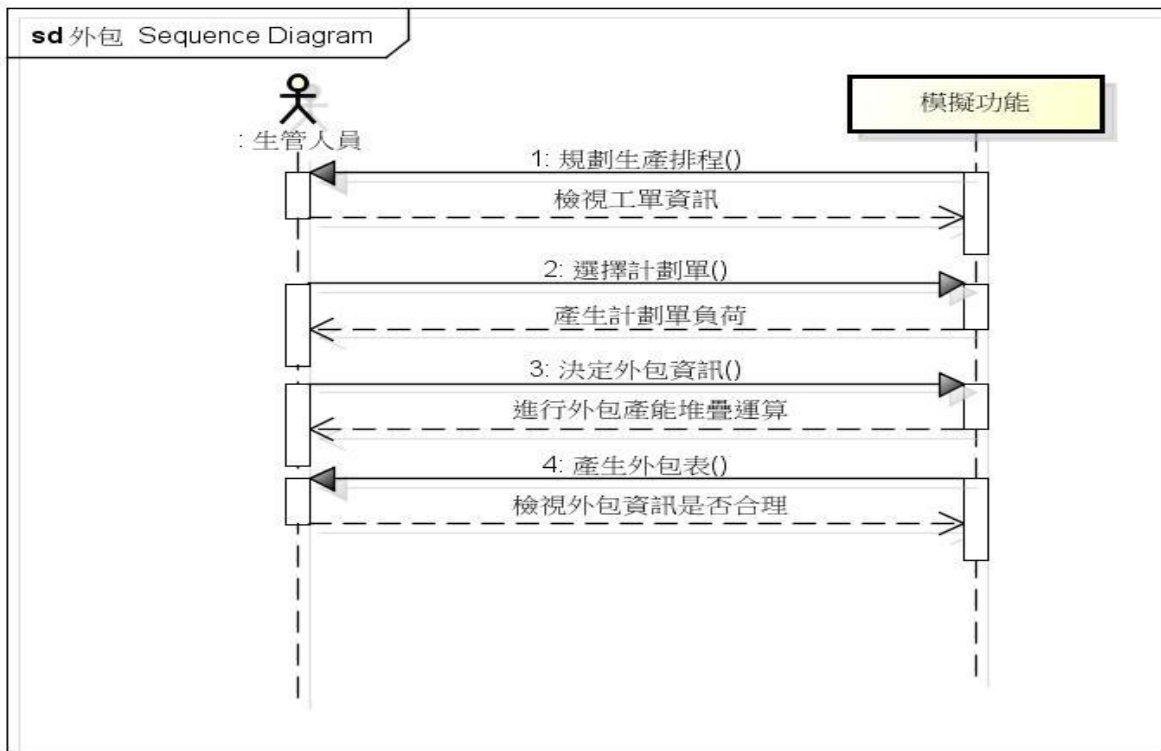 sd 外包 Sequence Diagram
: 生管人員
模擬功能
1: 規劃生產排程()
檢視工單資訊
2: 選擇計劃單()
產生計劃單負荷
3: 決定外包資訊()
進行外包產能堆疊運算
4: 產生外包表()
檢視外包資訊是否合理